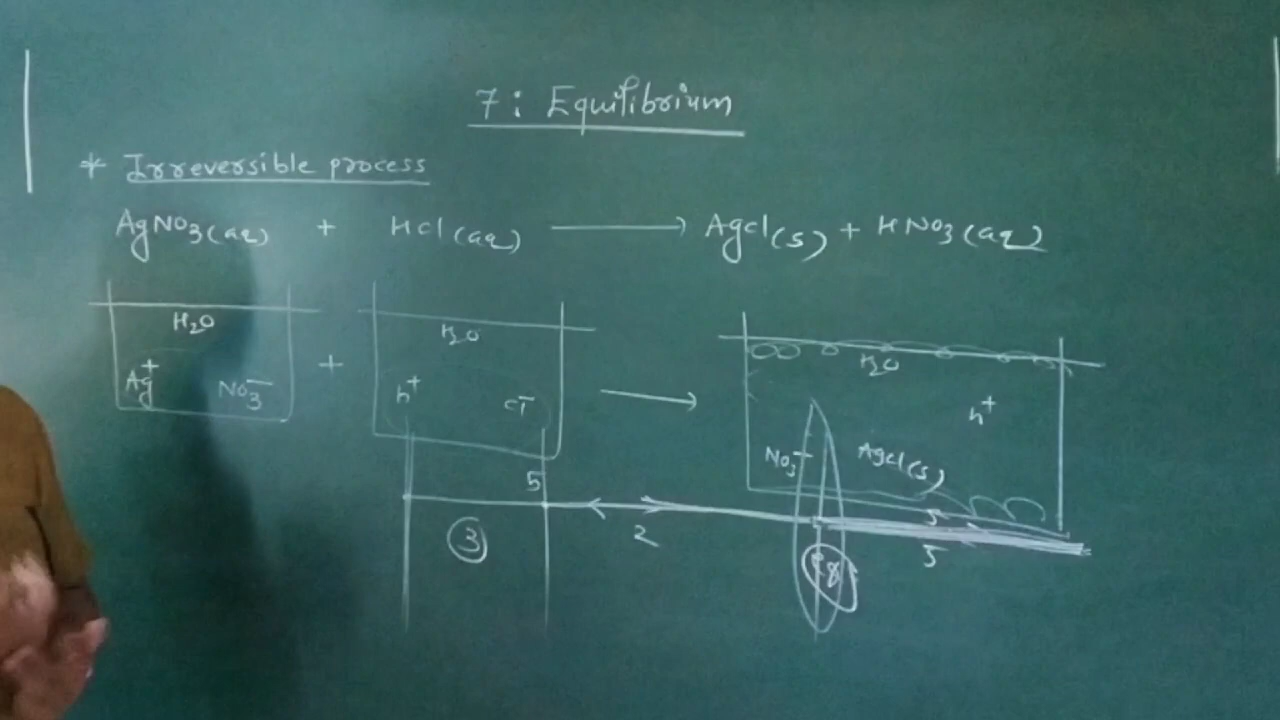 7: Equilibrium
* Irreversible process
AgNO3(aq) + HCl(aq) → AgCl(s) + HNO3(aq)
H2O H2O H2O
Ag+ NO3- + h+ Cl- → h+
NO3- AgCl(s)
5 5
3 2 5